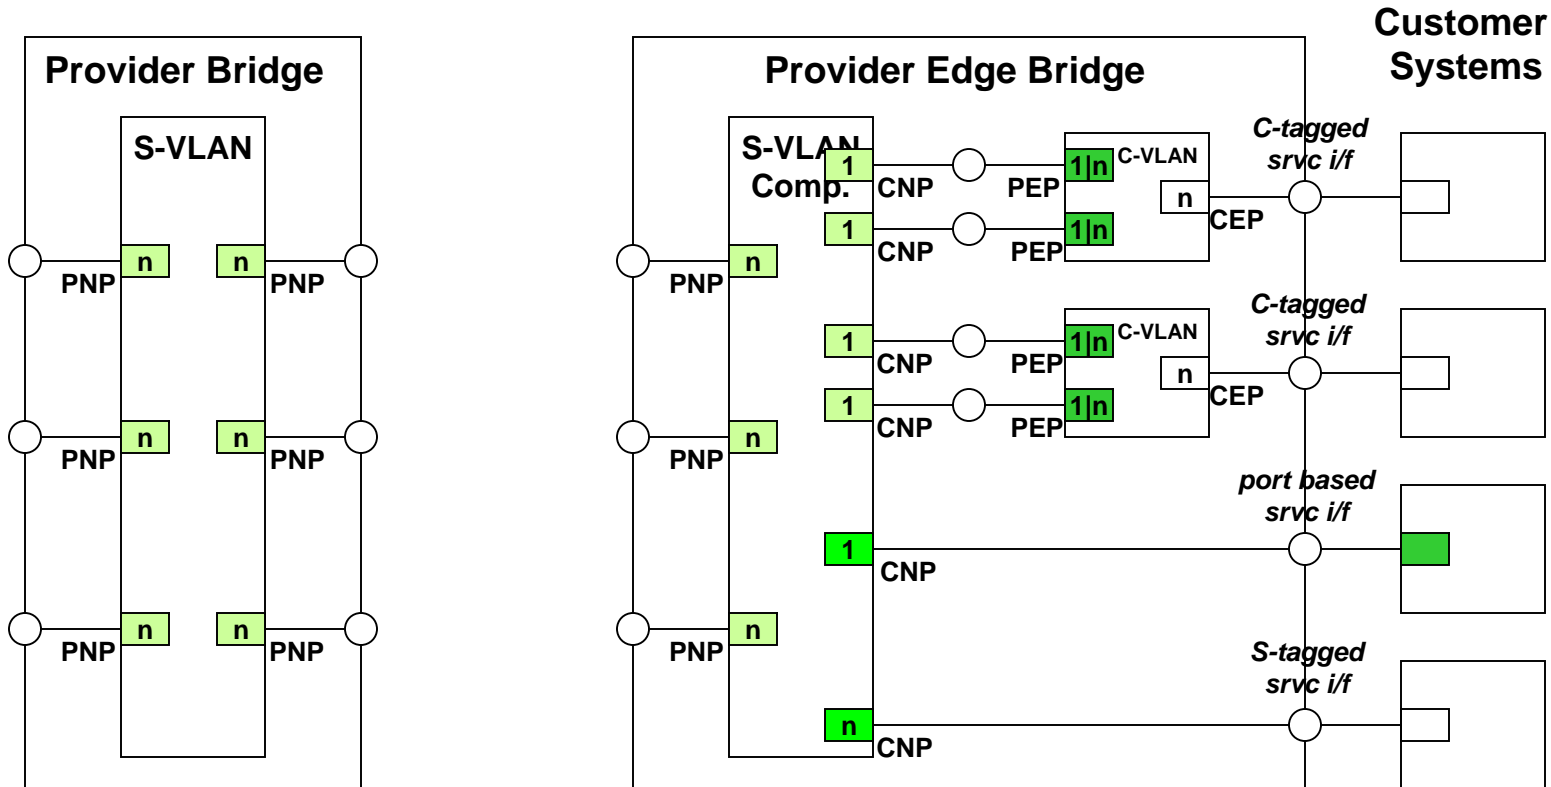 Customer
Systems
Provider Bridge
Provider Edge Bridge
S-VLAN
S-VLAN
Comp.
C-tagged
srvc i/f
1
CNP
PEP
1|n
C-VLAN
n
CEP
1
CNP
PEP
1|n
PNP
n
n
PNP
PNP
n
C-tagged
srvc i/f
1
CNP
PEP
1|n
C-VLAN
n
CEP
1
CNP
PEP
1|n
PNP
n
n
PNP
PNP
n
port based
srvc i/f
1
CNP
PNP
n
n
PNP
PNP
n
S-tagged
srvc i/f
n
CNP